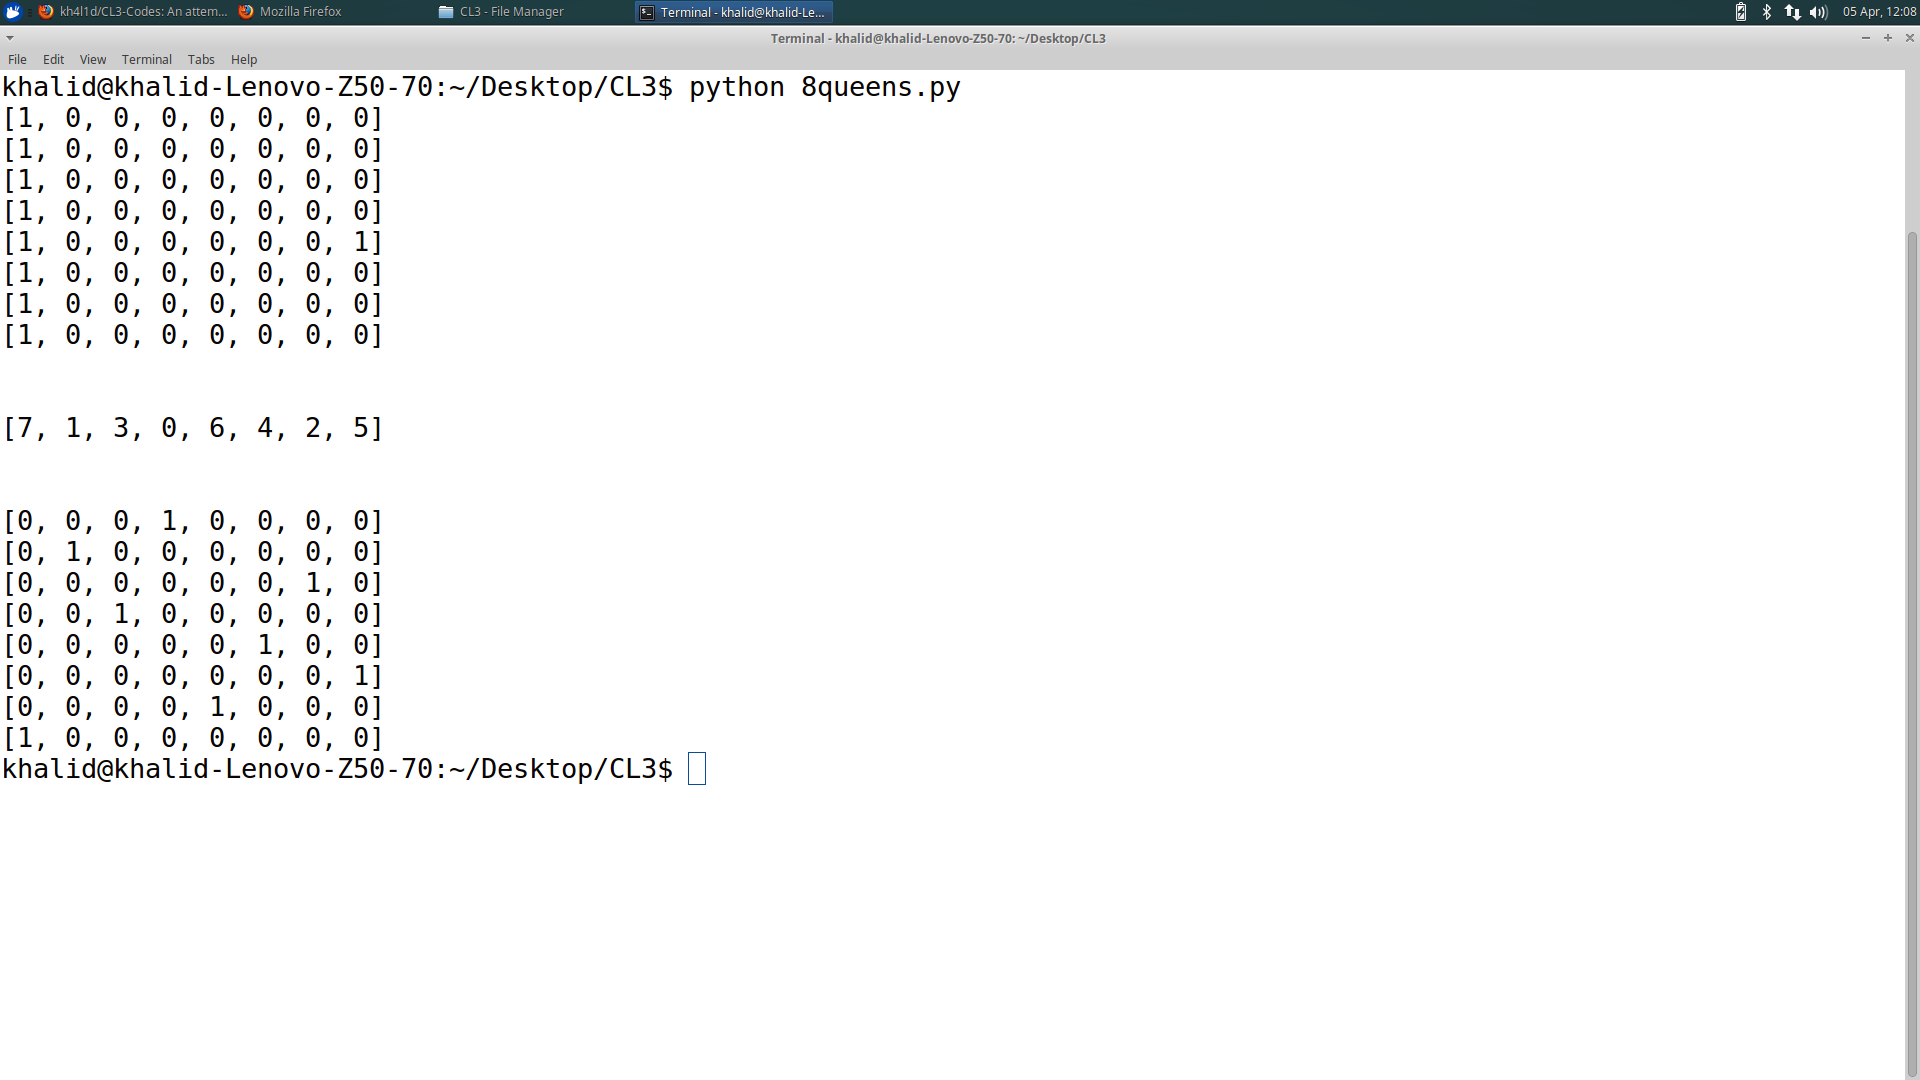 kh4l1d/CL3-Codes: An attem... Mozilla Firefox CL3 - File Manager Terminal - khalid@khalid-Le... 05 Apr, 12:08
Terminal - khalid@khalid-Lenovo-Z50-70: ~/Desktop/CL3
File Edit View Terminal Tabs Help
khalid@khalid-Lenovo-Z50-70:~/Desktop/CL3$ python 8queens.py
[1, 0, 0, 0, 0, 0, 0, 0]
[1, 0, 0, 0, 0, 0, 0, 0]
[1, 0, 0, 0, 0, 0, 0, 0]
[1, 0, 0, 0, 0, 0, 0, 0]
[1, 0, 0, 0, 0, 0, 0, 1]
[1, 0, 0, 0, 0, 0, 0, 0]
[1, 0, 0, 0, 0, 0, 0, 0]
[1, 0, 0, 0, 0, 0, 0, 0]
[7, 1, 3, 0, 6, 4, 2, 5]
[0, 0, 0, 1, 0, 0, 0, 0]
[0, 1, 0, 0, 0, 0, 0, 0]
[0, 0, 0, 0, 0, 0, 1, 0]
[0, 0, 1, 0, 0, 0, 0, 0]
[0, 0, 0, 0, 0, 1, 0, 0]
[0, 0, 0, 0, 0, 0, 0, 1]
[0, 0, 0, 0, 1, 0, 0, 0]
[1, 0, 0, 0, 0, 0, 0, 0]
khalid@khalid-Lenovo-Z50-70:~/Desktop/CL3$